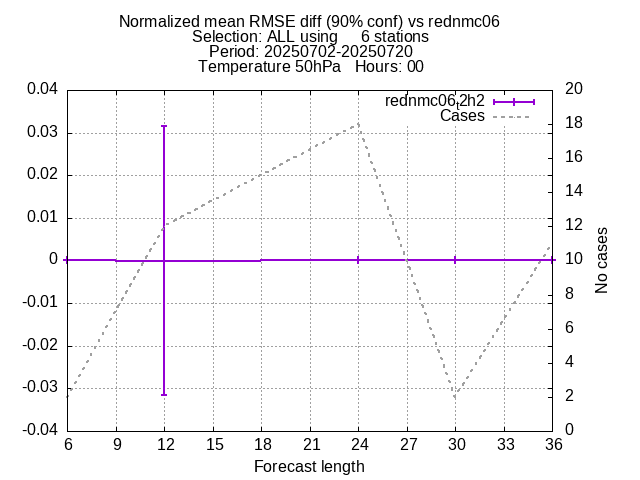 Normalized mean RMSE diff (90% conf) vs rednmc06
Selection: ALL using     6 stations
Period: 20250702-20250720
Temperature 50hPa   Hours: 00
0.04
0.03
0.02
0.01
0
-0.01
-0.02
-0.03
-0.04
20
18
16
14
12
10
8
6
4
2
0
rednmc06_t2h2
Cases
No cases
6 9 12 15 18 21 24 27 30 33 36
Forecast length